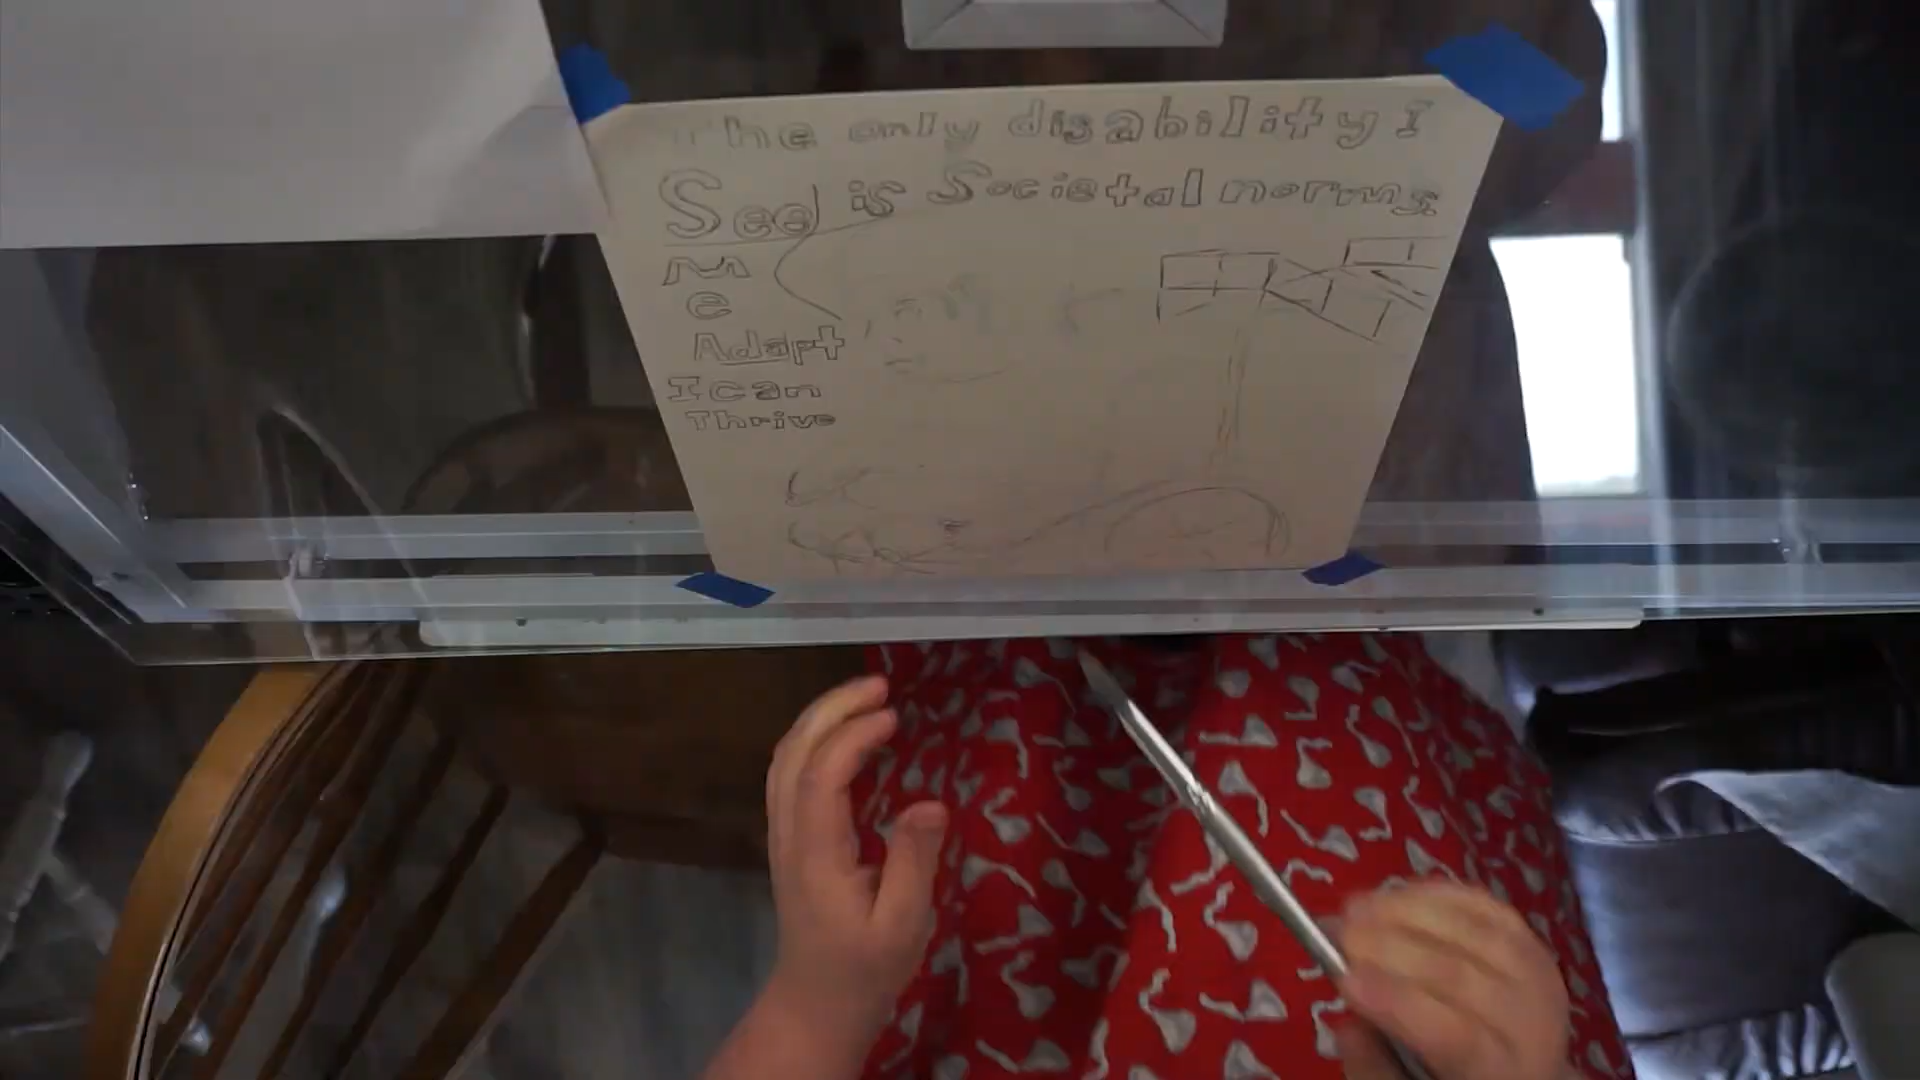 The only disability I
See is Societal norms.
Me
Adapt
I can
Thrive